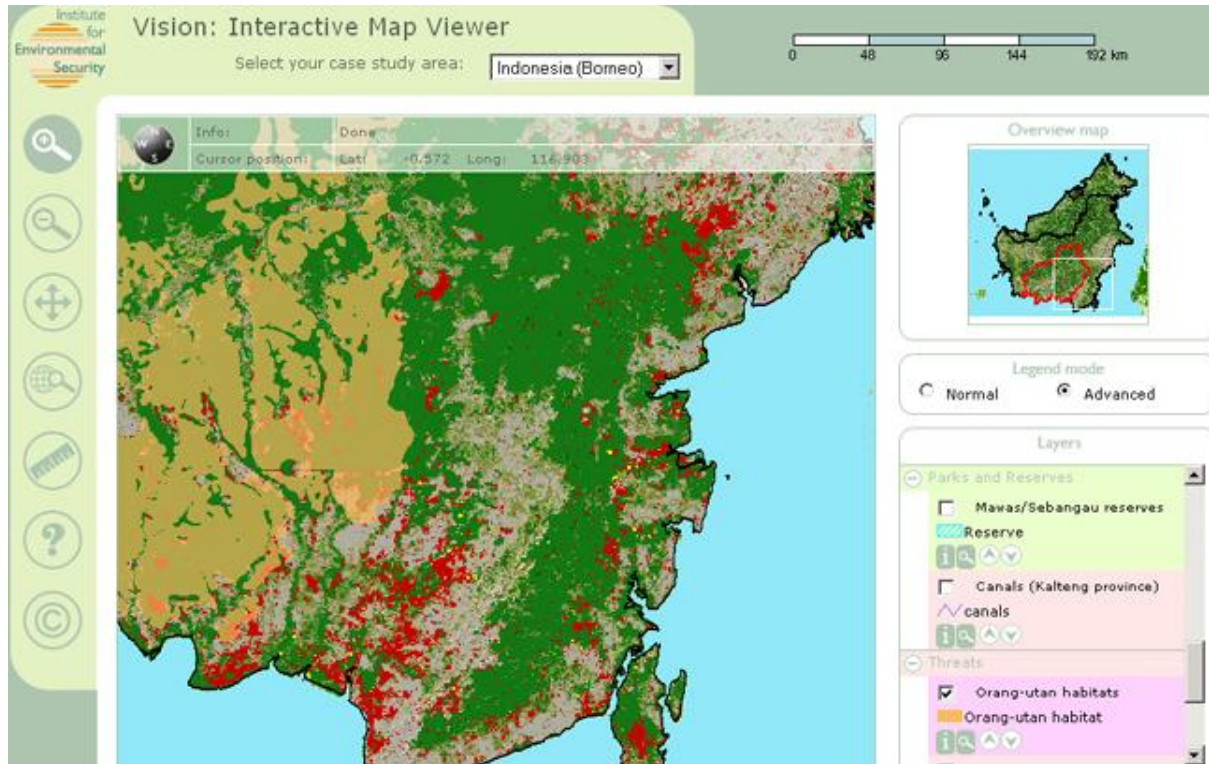 Institute
for
Environmental
Security
Vision: Interactive Map Viewer
Select your case study area:
Indonesia (Borneo)
0 48 96 144 192 km
Info: Done
Cursor position: Lat: -0.572 Long: 116.903
W S E
Overview map
Legend mode
Normal Advanced
Layers
Parks and Reserves
Mawas/Sebangau reserves
Reserve
i
Canals (Kalteng province)
canals
i
Threats
Orang-utan habitats
Orang-utan habitat
i
?
©